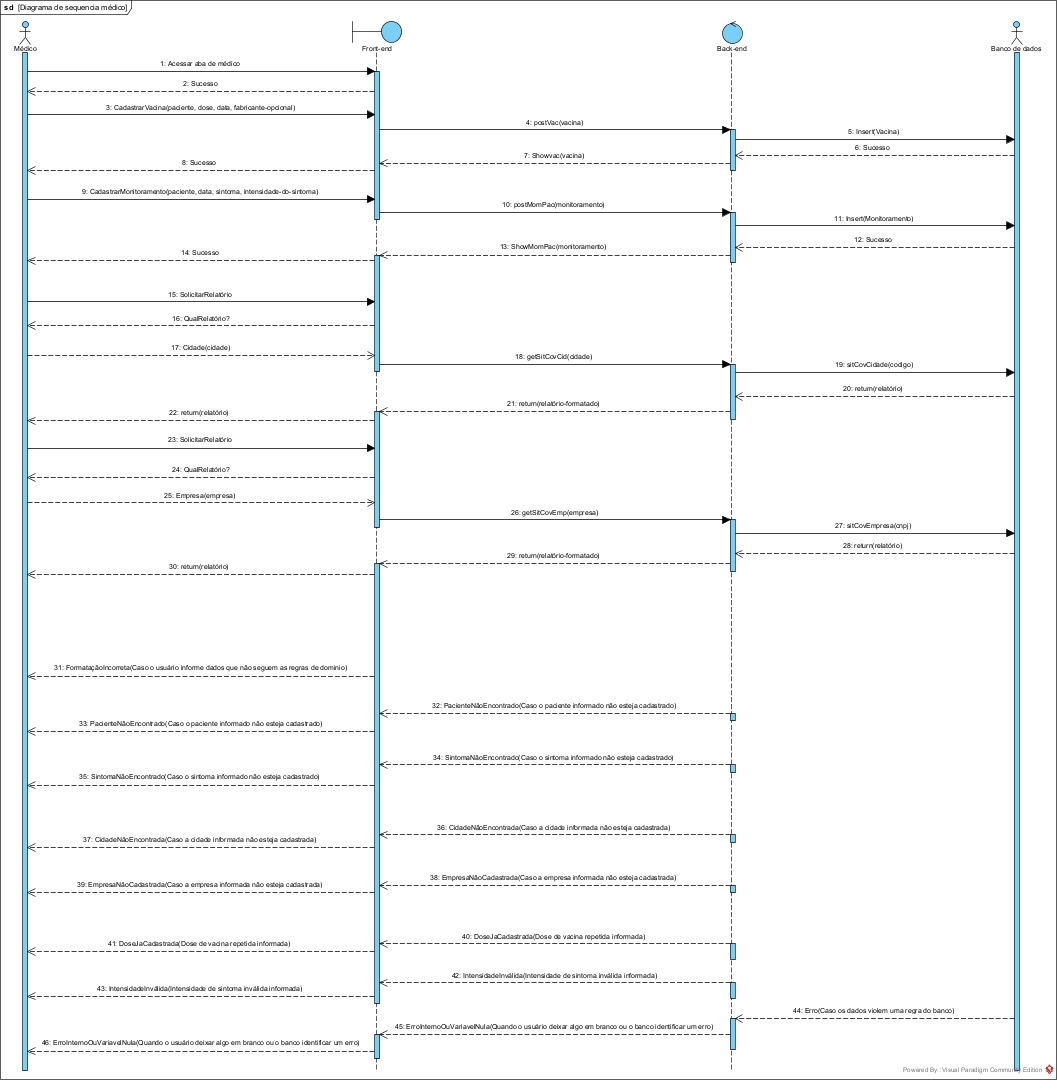 sd [Diagrama de sequencia médico]
Médico
Front-end
Back-end
Banco de dados
1: Acessar aba de médico
2: Sucesso
3: CadastrarVacina(paciente, dose, data, fabricante-opcional)
4: postVac(vacina)
5: Insert(Vacina)
6: Sucesso
7: Showvac(vacina)
8: Sucesso
9: CadastrarMonitoramento(paciente, data, sintoma, intensidade-do-sintoma)
10: postMomPac(monitoramento)
11: Insert(Monitoramento)
12: Sucesso
13: ShowMomPac(monitoramento)
14: Sucesso
15: SolicitarRelatório
16: QualRelatório?
17: Cidade(cidade)
18: getSitCovCid(cidade)
19: sitCovCidade(codigo)
20: return(relatório)
21: return(relatório-formatado)
22: return(relatório)
23: SolicitarRelatório
24: QualRelatório?
25: Empresa(empresa)
26: getSitCovEmp(empresa)
27: sitCovEmpresa(cnpj)
28: return(relatório)
29: return(relatório-formatado)
30: return(relatório)
31: FormataçãoIncorreta(Caso o usuário informe dados que não seguem as regras de domínio)
32: PacienteNãoEncontrado(Caso o paciente informado não esteja cadastrado)
33: PacienteNãoEncontrado(Caso o paciente informado não esteja cadastrado)
34: SintomaNãoEncontrado(Caso o sintoma informado não esteja cadastrado)
35: SintomaNãoEncontrado(Caso o sintoma informado não esteja cadastrado)
36: CidadeNãoEncontrada(Caso a cidade informada não esteja cadastrada)
37: CidadeNãoEncontrada(Caso a cidade informada não esteja cadastrada)
38: EmpresaNãoCadastrada(Caso a empresa informada não esteja cadastrada)
39: EmpresaNãoCadastrada(Caso a empresa informada não esteja cadastrada)
40: DoseJaCadastrada(Dose de vacina repetida informada)
41: DoseJaCadastrada(Dose de vacina repetida informada)
42: IntensidadeInválida(Intensidade de sintoma inválida informada)
43: IntensidadeInválida(Intensidade de sintoma inválida informada)
44: Erro(Caso os dados violem uma regra do banco)
45: ErroInternoOuVariavelNula(Quando o usuário deixar algo em branco ou o banco identificar um erro)
46: ErroInternoOuVariavelNula(Quando o usuário deixar algo em branco ou o banco identificar um erro)
Powered By: Visual Paradigm Community Edition